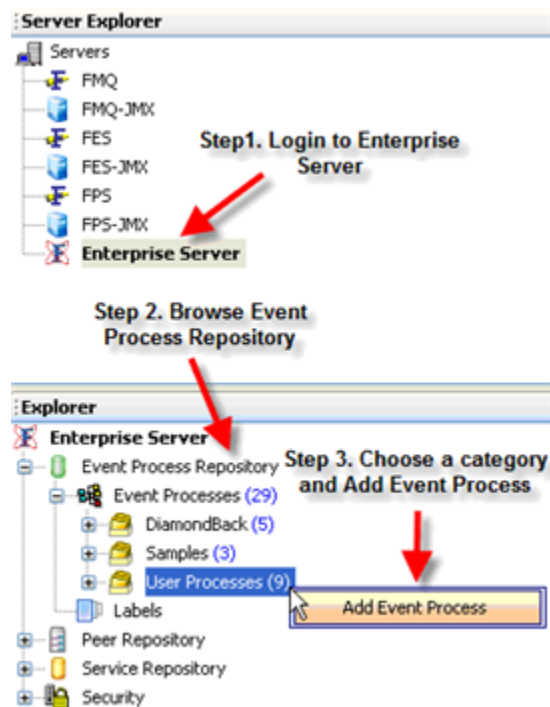 Server Explorer
Servers
FMQ
FMQ-JMX
FES
Step1. Login to Enterprise
Server
FES-JMX
FPS
FPS-JMX
Enterprise Server
Step 2. Browse Event
Process Repository
Explorer
Enterprise Server
Event Process Repository
Step 3. Choose a category
and Add Event Process
Event Processes (29)
DiamondBack (5)
Samples (3)
User Processes (9)
Add Event Process
Labels
Peer Repository
Service Repository
Security